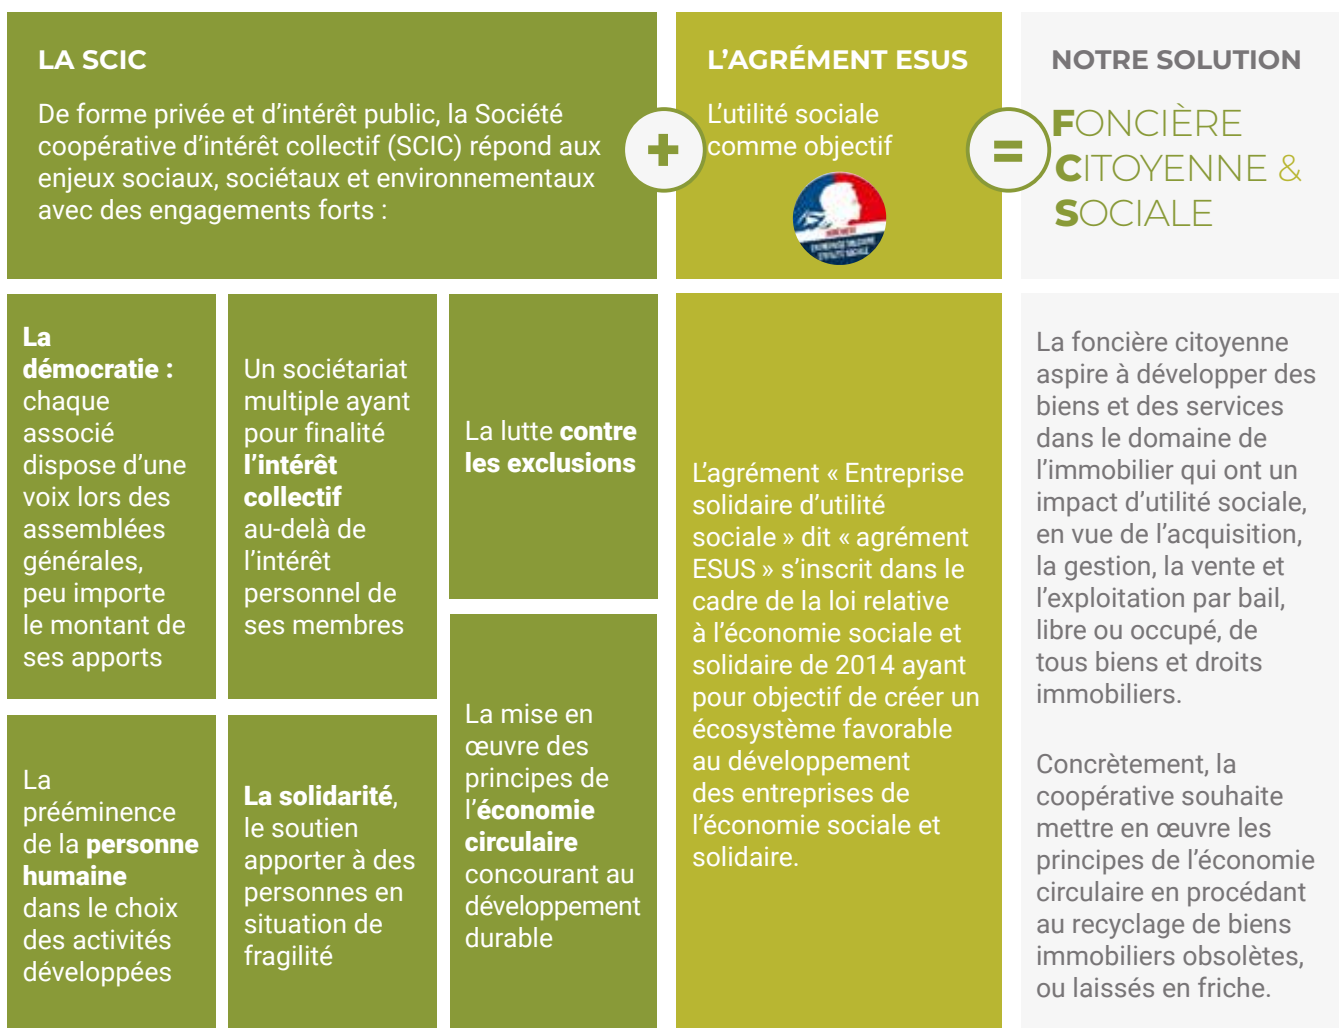 LA SCIC
De forme privée et d’intérêt public, la Société
coopérative d’intérêt collectif (SCIC) répond aux
enjeux sociaux, sociétaux et environnementaux
avec des engagements forts :
+
L’AGRÉMENT ESUS
L’utilité sociale
comme objectif
AGRÉMENT
ENTREPRISE SOLIDAIRE
D’UTILITÉ SOCIALE
=
NOTRE SOLUTION
FONCIÈRE
CITOYENNE &
SOCIALE
La
démocratie :
chaque
associé
dispose d’une
voix lors des
assemblées
générales,
peu importe
le montant de
ses apports
Un sociétariat
multiple ayant
pour finalité
l’intérêt
collectif
au-delà de
l’intérêt
personnel de
ses membres
La lutte contre
les exclusions
La
prééminence
de la personne
humaine
dans le choix
des activités
développées
La solidarité,
le soutien
apporter à des
personnes en
situation de
fragilité
La mise en
œuvre des
principes de
l’économie
circulaire
concourant au
développement
durable
L’agrément « Entreprise
solidaire d’utilité
sociale » dit « agrément
ESUS » s’inscrit dans le
cadre de la loi relative
à l’économie sociale et
solidaire de 2014 ayant
pour objectif de créer un
écosystème favorable
au développement
des entreprises de
l’économie sociale et
solidaire.
La foncière citoyenne
aspire à développer des
biens et des services
dans le domaine de
l’immobilier qui ont un
impact d’utilité sociale,
en vue de l’acquisition,
la gestion, la vente et
l’exploitation par bail,
libre ou occupé, de
tous biens et droits
immobiliers.
Concrètement, la
coopérative souhaite
mettre en œuvre les
principes de l’économie
circulaire en procédant
au recyclage de biens
immobiliers obsolètes,
ou laissés en friche.